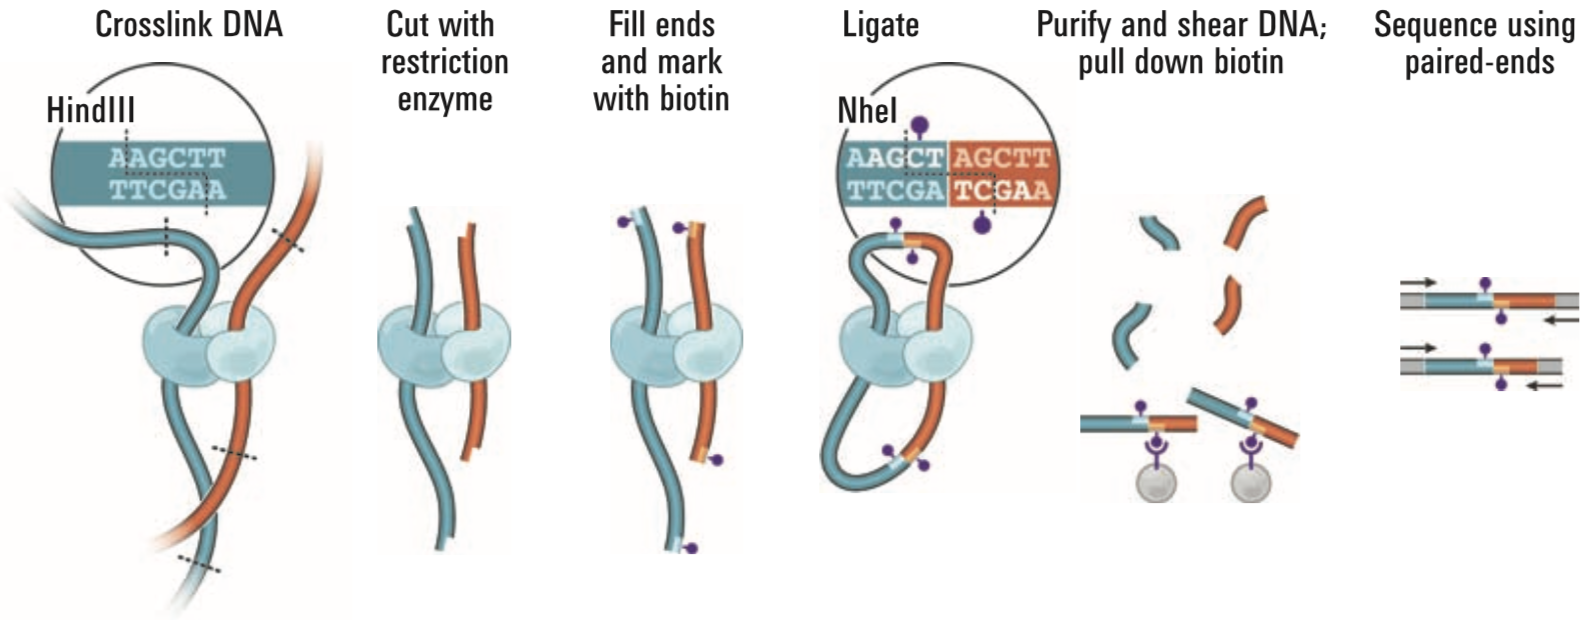 Crosslink DNA
Cut with
restriction
enzyme
Fill ends
and mark
with biotin
Ligate
Purify and shear DNA;
pull down biotin
Sequence using
paired-ends
HindIII
AAGCTT
TTCGAA
NheI
AAGCT AGCTT
TTCGA TCGAA